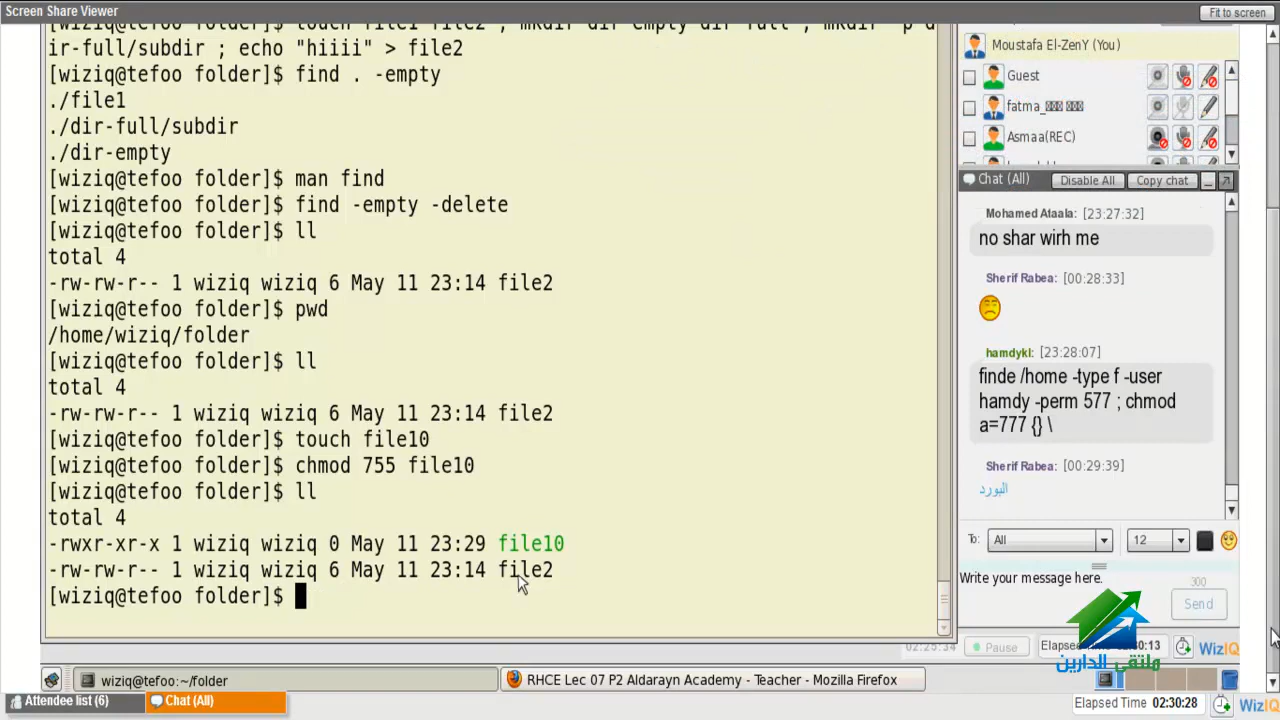 Screen Share Viewer
Fit to screen
ir-full/subdir ; echo "hiiii" > file2
[wiziq@tefoo folder]$ find . -empty
./file1
./dir-full/subdir
./dir-empty
[wiziq@tefoo folder]$ man find
[wiziq@tefoo folder]$ find -empty -delete
[wiziq@tefoo folder]$ ll
total 4
-rw-rw-r-- 1 wiziq wiziq 6 May 11 23:14 file2
[wiziq@tefoo folder]$ pwd
/home/wiziq/folder
[wiziq@tefoo folder]$ ll
total 4
-rw-rw-r-- 1 wiziq wiziq 6 May 11 23:14 file2
[wiziq@tefoo folder]$ touch file10
[wiziq@tefoo folder]$ chmod 755 file10
[wiziq@tefoo folder]$ ll
total 4
-rwxr-xr-x 1 wiziq wiziq 0 May 11 23:29 file10
-rw-rw-r-- 1 wiziq wiziq 6 May 11 23:14 file2
[wiziq@tefoo folder]$
Moustafa El-ZenY (You)
Guest
fatma_
Asmaa(REC)
Chat (All)
Disable All
Copy chat
Mohamed Ataala: [23:27:32]
no shar wirh me
Sherif Rabea: [00:28:33]
hamdykl: [23:28:07]
finde /home -type f -user
hamdy -perm 577 ; chmod
a=777 {} \
Sherif Rabea: [00:29:39]
البورد
To: All 12
Write your message here.
300
Send
02:25:34
Pause
Elapsed
30:13
WizIQ
ملتقى الدارين
wiziq@tefoo:~/folder
RHCE Lec 07 P2 Aldarayn Academy - Teacher - Mozilla Firefox
Attendee list (6)
Chat (All)
Elapsed Time 02:30:28
WizIQ